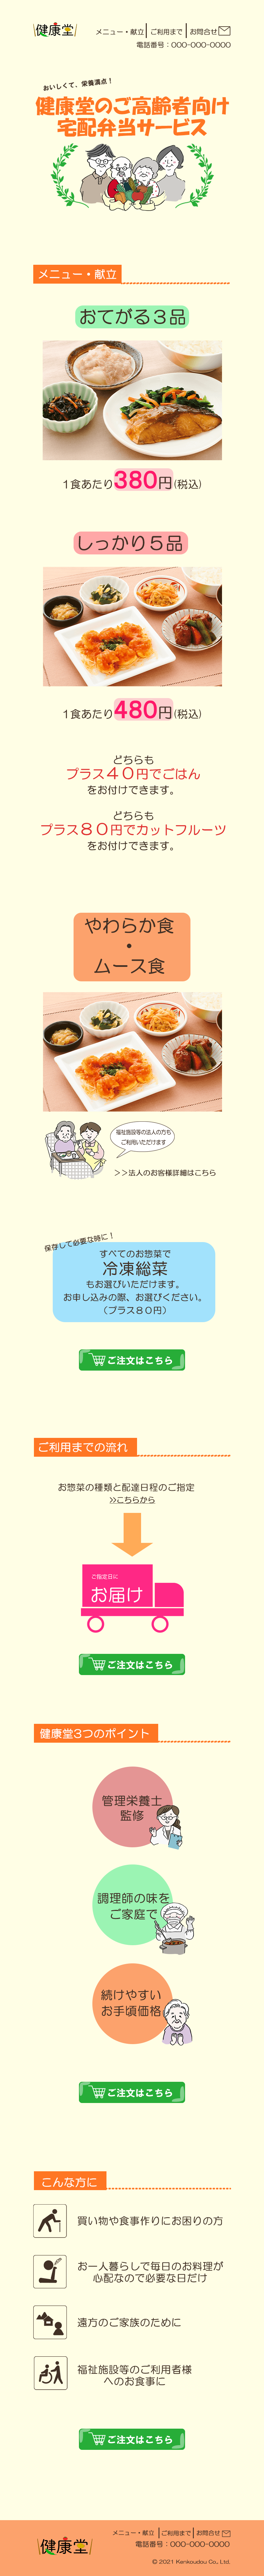 健康堂
メニュー・献立 ご利用まで お問合せ
電話番号：000-000-0000
おいしくて、栄養満点！
健康堂のご高齢者向け
宅配弁当サービス
メニュー・献立
おてがる３品
１食あたり380円(税込)
しっかり５品
１食あたり480円(税込)
どちらも
プラス４０円でごはん
をお付けできます。
どちらも
プラス８０円でカットフルーツ
をお付けできます。
やわらか食
・
ムース食
福祉施設等の法人の方も
ご利用いただけます
＞＞法人のお客様詳細はこちら
保存して必要な時に！
すべてのお惣菜で
冷凍総菜
もお選びいただけます。
お申し込みの際、お選びください。
（プラス８０円）
ご注文はこちら
ご利用までの流れ
お惣菜の種類と配達日程のご指定
>>こちらから
ご指定日に
お届け
ご注文はこちら
健康堂3つのポイント
管理栄養士
監修
調理師の味を
ご家庭で
続けやすい
お手頃価格
ご注文はこちら
こんな方に
買い物や食事作りにお困りの方
お一人暮らしで毎日のお料理が
心配なので必要な日だけ
遠方のご家族のために
福祉施設等のご利用者様
へのお食事に
ご注文はこちら
健康堂
メニュー・献立 ご利用まで お問合せ
電話番号：000-000-0000
© 2021 Kenkoudou Co., Ltd.